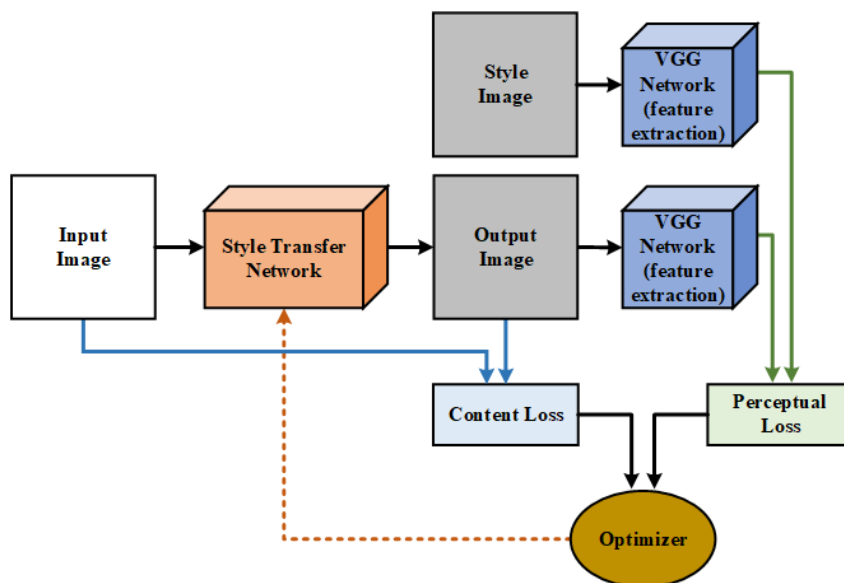 Style
Image
VGG
Network
(feature
extraction)
Input
Image
Style Transfer
Network
Output
Image
VGG
Network
(feature
extraction)
Content Loss
Perceptual
Loss
Optimizer